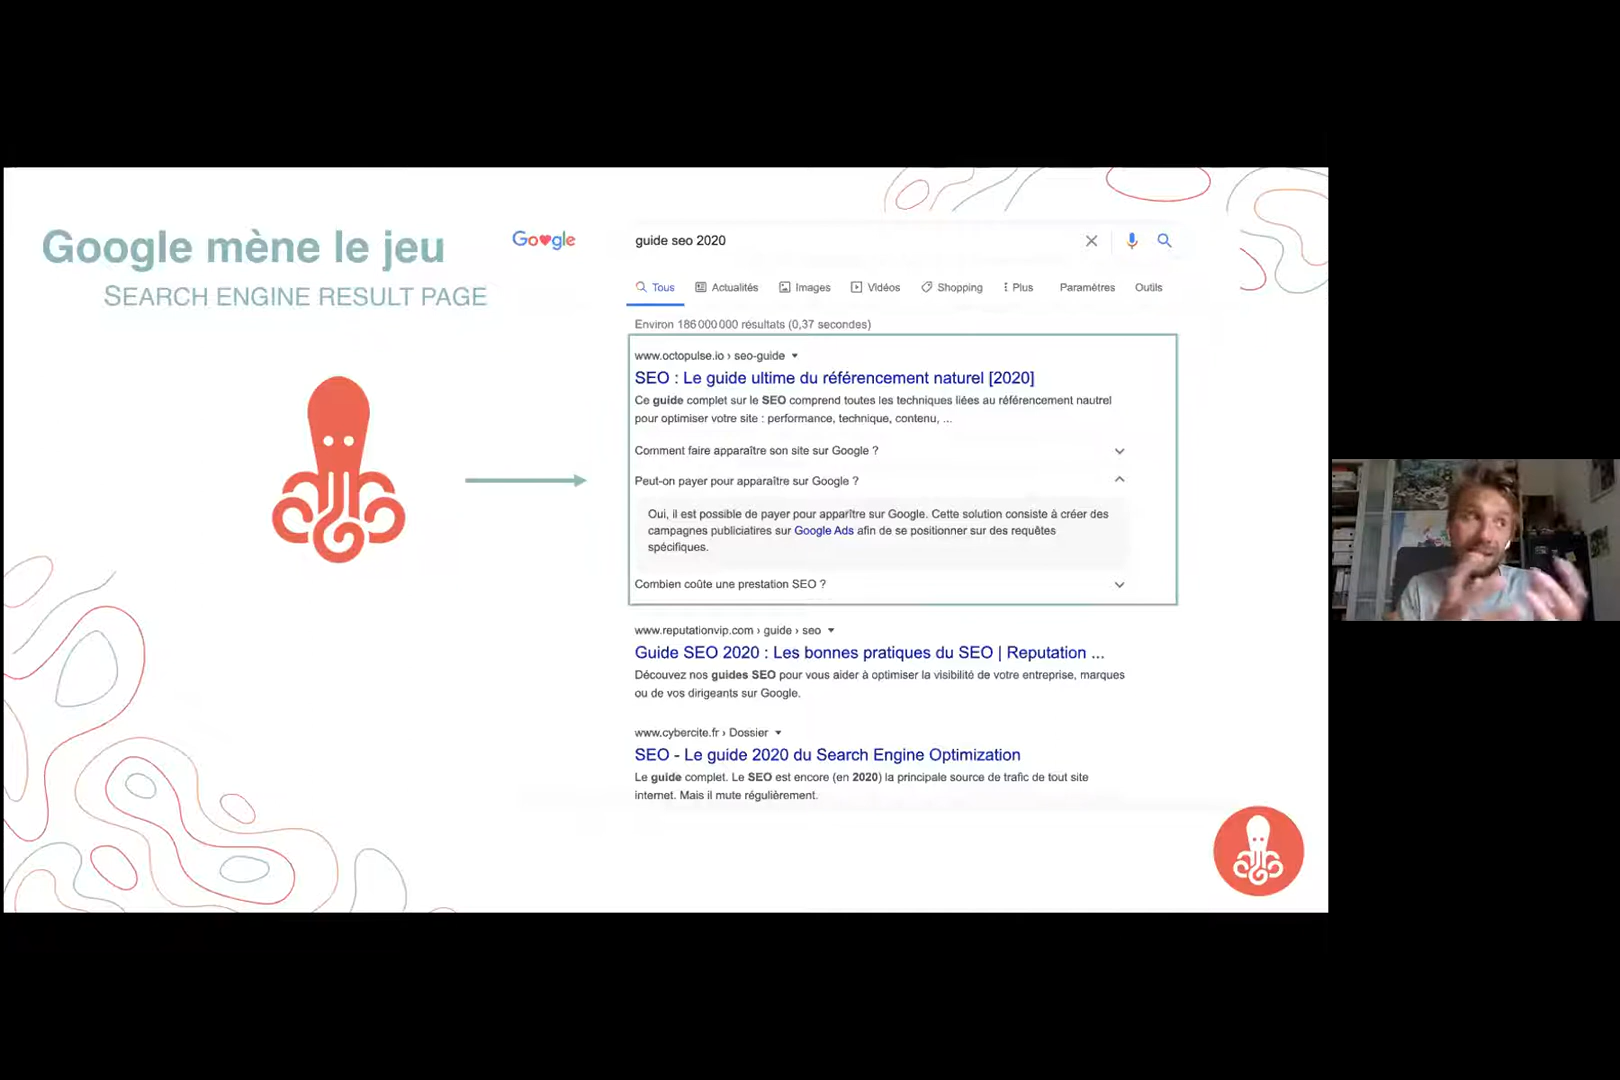 Google mène le jeu
SEARCH ENGINE RESULT PAGE
Google
guide seo 2020
Tous Actualités Images Vidéos Shopping Plus Paramètres Outils
Environ 186 000 000 résultats (0,37 secondes)
www.octopulse.io › seo-guide
SEO : Le guide ultime du référencement naturel [2020]
Ce guide complet sur le SEO comprend toutes les techniques liées au référencement nautrel
pour optimiser votre site : performance, technique, contenu, ...
Comment faire apparaître son site sur Google ?
Peut-on payer pour apparaître sur Google ?
Oui, il est possible de payer pour apparître sur Google. Cette solution consiste à créer des
campagnes publiciatires sur Google Ads afin de se positionner sur des requêtes
spécifiques.
Combien coûte une prestation SEO ?
www.reputationvip.com › guide › seo
Guide SEO 2020 : Les bonnes pratiques du SEO | Reputation ...
Découvez nos guides SEO pour vous aider à optimiser la visibilité de votre entreprise, marques
ou de vos dirigeants sur Google.
www.cybercite.fr › Dossier
SEO - Le guide 2020 du Search Engine Optimization
Le guide complet. Le SEO est encore (en 2020) la principale source de trafic de tout site
internet. Mais il mute régulièrement.